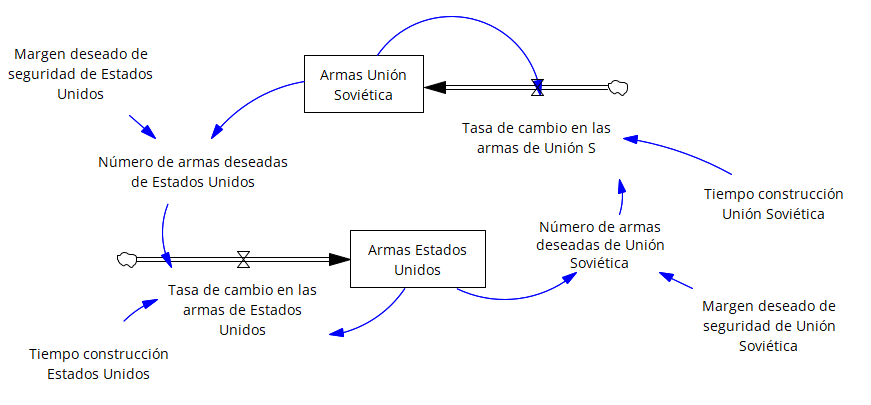 Margen deseado de
seguridad de Estados
Unidos
Armas Unión
Soviética
Tasa de cambio en las
armas de Unión S
Número de armas deseadas
de Estados Unidos
Tiempo construcción
Unión Soviética
Número de armas
deseadas de Unión
Soviética
Armas Estados
Unidos
Tasa de cambio en las
armas de Estados
Unidos
Margen deseado de
seguridad de Unión
Soviética
Tiempo construcción
Estados Unidos